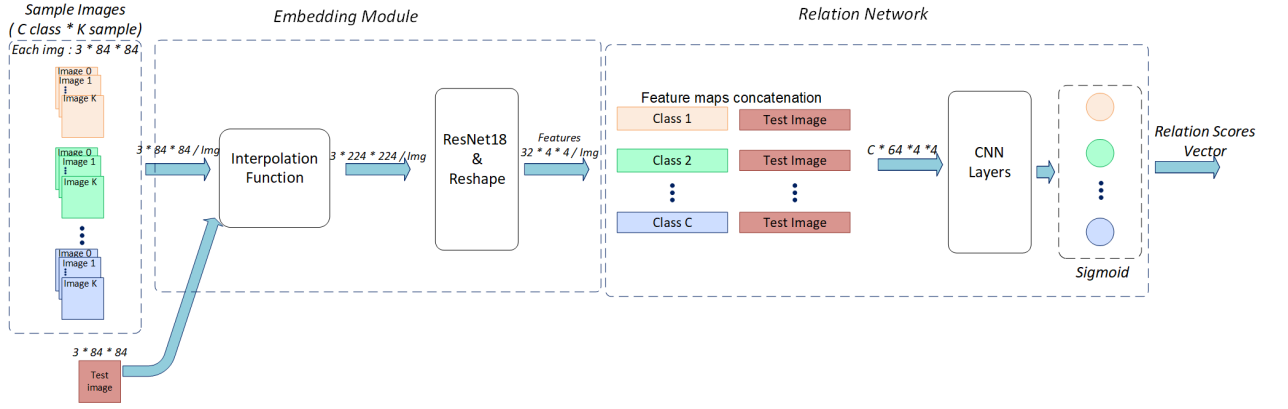 Sample Images
( C class * K sample)
Each img : 3 * 84 * 84
Image 0
Image 1
Image K
Image 0
Image 1
Image K
Image 0
Image 1
Image K
3 * 84 * 84
Test
image
Embedding Module
3 * 84 * 84 / Img
Interpolation
Function
3 * 224 * 224 / Img
ResNet18
&
Reshape
Features
32 * 4 * 4 / Img
Relation Network
Feature maps concatenation
Class 1 Test Image
Class 2 Test Image
Class C Test Image
C * 64 *4 *4
CNN
Layers
Sigmoid
Relation Scores
Vector